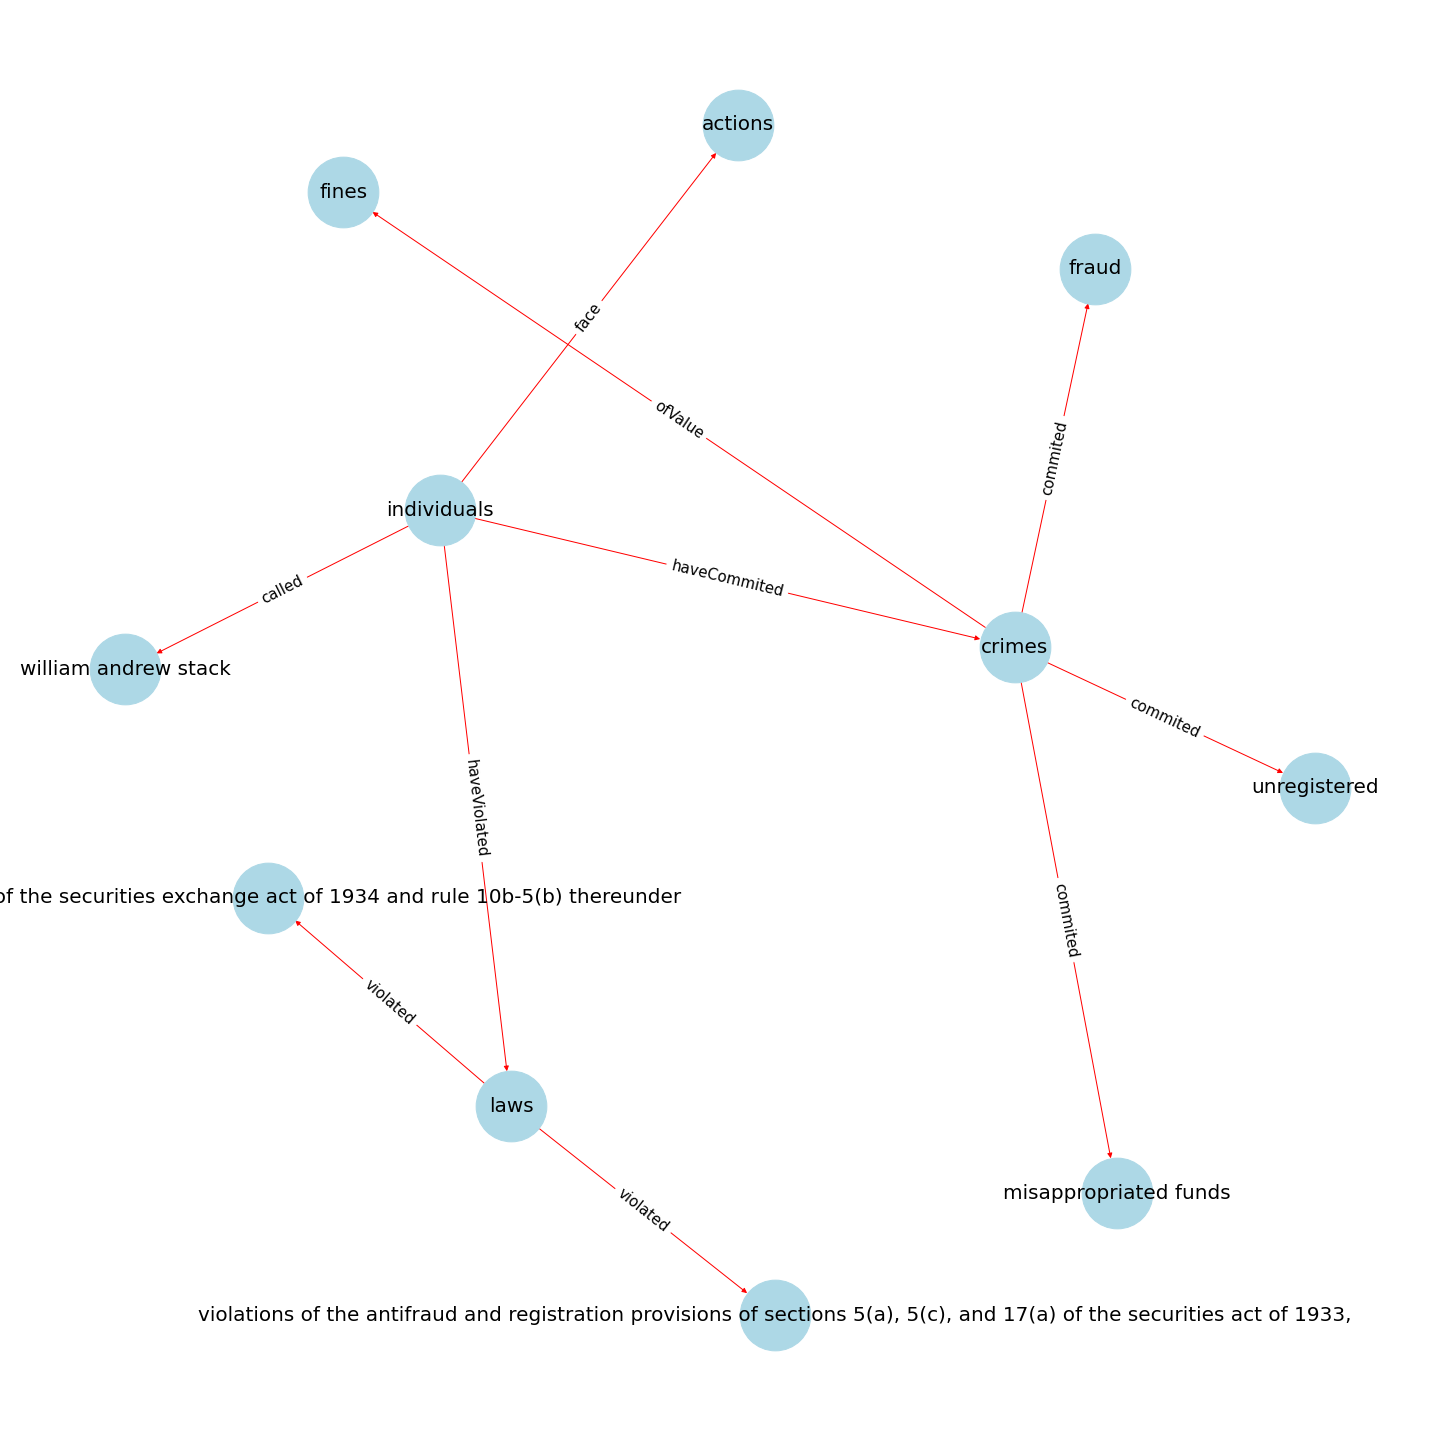 actions
fines
fraud
face
ofValue
commited
individuals
haveCommited
called
crimes
william andrew stack
commited
unregistered
haveViolated
of the securities exchange act of 1934 and rule 10b-5(b) thereunder
commited
violated
laws
misappropriated funds
violated
violations of the antifraud and registration provisions of sections 5(a), 5(c), and 17(a) of the securities act of 1933,